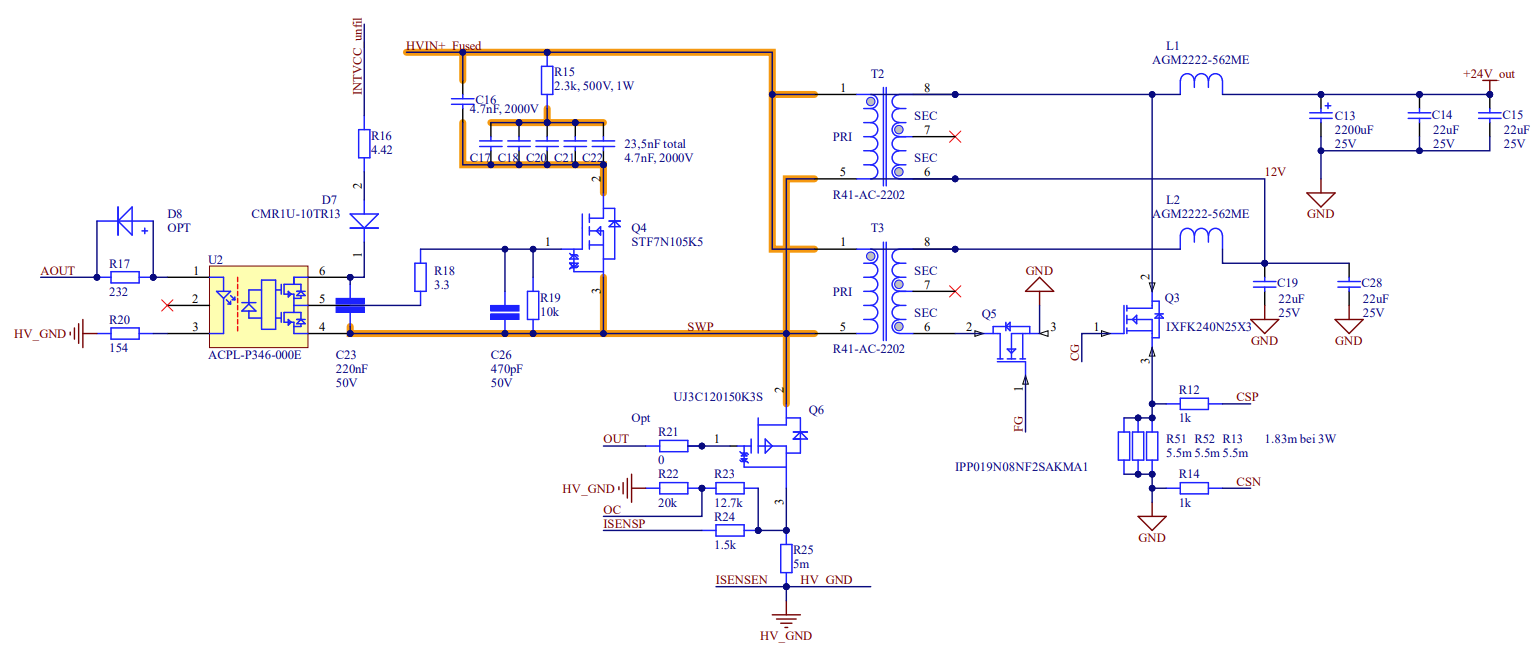 INTVCC_unfil
HVIN+_Fused
R15
2.3k, 500V, 1W
C16
4.7nF, 2000V
C17
C18
C20
C21
C22
23,5nF total
4.7nF, 2000V
R16
4.42
2
D7
CMR1U-10TR13
1
D8
OPT
AOUT
R17
232
HV_GND
R20
154
U2
1
2
3
6
5
4
ACPL-P346-000E
C23
220nF
50V
R18
3.3
C26
470pF
50V
R19
10k
1
2
3
Q4
STF7N105K5
SWP
T2
1
5
PRI
SEC
SEC
8
7
6
R41-AC-2202
T3
1
5
PRI
SEC
SEC
8
7
6
R41-AC-2202
L1
AGM2222-562ME
+24V_out
+
C13
2200uF
25V
C14
22uF
25V
C15
22uF
25V
GND
12V
L2
AGM2222-562ME
C19
22uF
25V
GND
C28
22uF
25V
GND
GND
Q5
2
3
1
FG
IPP019N08NF2SAKMA1
Q3
2
1
3
CG
IXFK240N25X3
R12
1k
CSP
R51 R52 R13
5.5m 5.5m 5.5m
1.83m bei 3W
R14
1k
CSN
GND
UJ3C120150K3S
Q6
2
1
3
Opt
OUT
R21
0
HV_GND
R22
20k
R23
12.7k
OC
ISENSP
R24
1.5k
R25
5m
ISENSEN
HV_GND
HV_GND